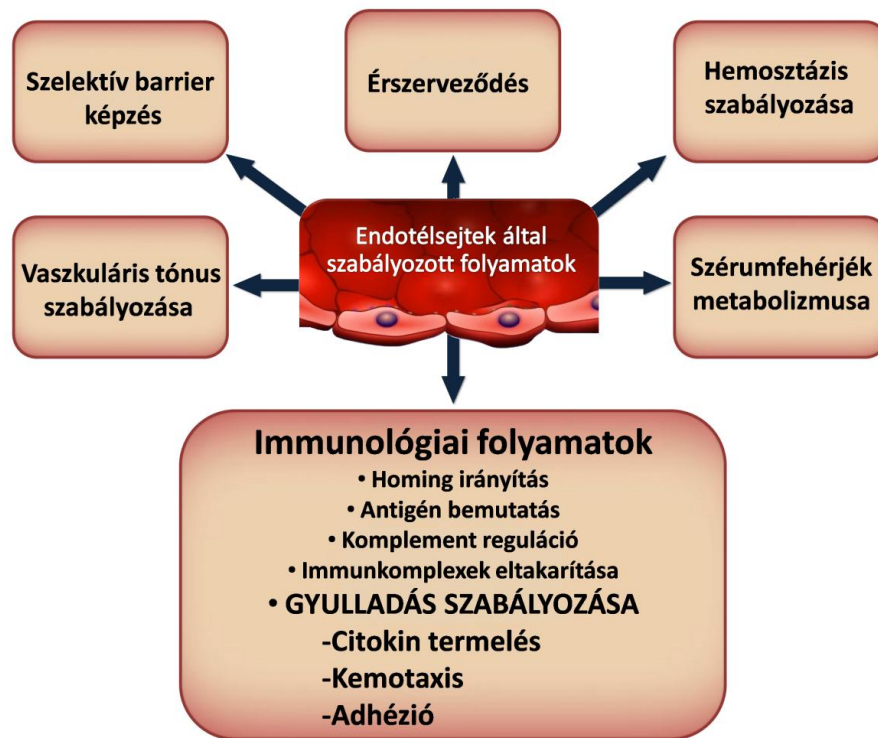 Szelektív barrier
képzés
Érszerveződés
Hemosztázis
szabályozása
Endotélsejtek által
szabályozott folyamatok
Vaszkuláris tónus
szabályozása
Szérumfehérjék
metabolizmusa
Immunológiai folyamatok
• Homing irányítás
• Antigén bemutatás
• Komplement reguláció
• Immunkomplexek eltakarítása
• GYULLADÁS SZABÁLYOZÁSA
-Citokin termelés
-Kemotaxis
-Adhézió